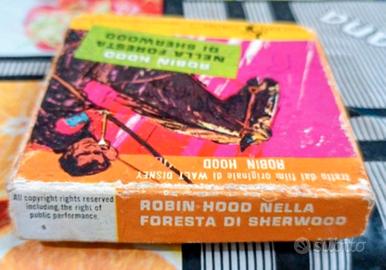 ROBIN HOOD
NELLA FORESTA
DI SHERWOOD
tratto dal film originale di WALT DISNEY
ROBIN HOOD
All copyright rights reserved
including the right of
public performance.
ROBIN HOOD NELLA
FORESTA DI SHERWOOD
subito